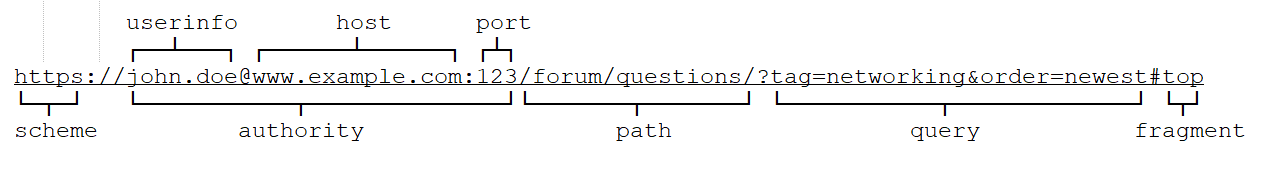 userinfo host port
https://john.doe@www.example.com:123/forum/questions/?tag=networking&order=newest#top
scheme authority path query fragment